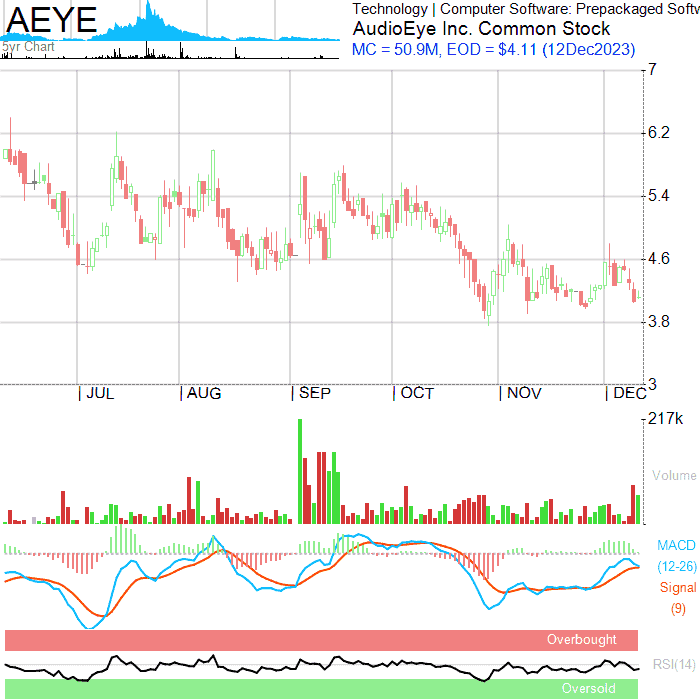 AEYE
5yr Chart
Technology | Computer Software: Prepackaged Softw
AudioEye Inc. Common Stock
MC = 50.9M, EOD = $4.11 (12Dec2023)
7
6.2
5.4
4.6
3.8
3
| JUL | AUG | SEP | OCT | NOV | DEC
217k
Volume
MACD
(12-26)
Signal
(9)
Overbought
RSI(14)
Oversold